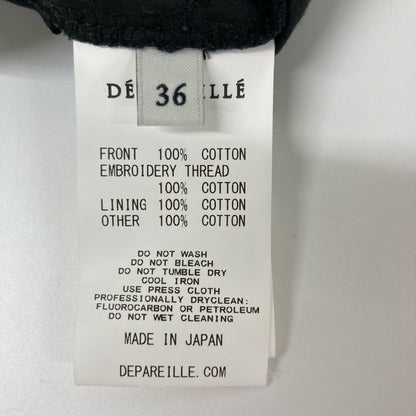 DÉ
ILLÉ
36
FRONT 100% COTTON
EMBROIDERY THREAD
100% COTTON
LINING 100% COTTON
OTHER 100% COTTON
DO NOT WASH
DO NOT BLEACH
DO NOT TUMBLE DRY
COOL IRON
USE PRESS CLOTH
PROFESSIONALLY DRYCLEAN:
FLUOROCARBON OR PETROLEUM
DO NOT WET CLEANING
MADE IN JAPAN
DEPAREILLE.COM